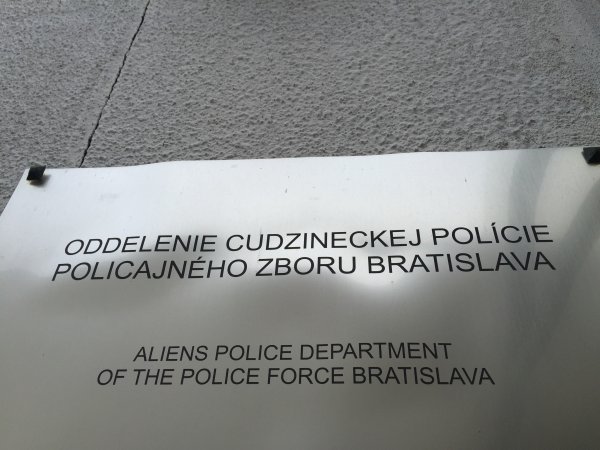 ODDELENIE CUDZINECKEJ POLÍCIE
POLICAJNÉHO ZBORU BRATISLAVA
ALIENS POLICE DEPARTMENT
OF THE POLICE FORCE BRATISLAVA